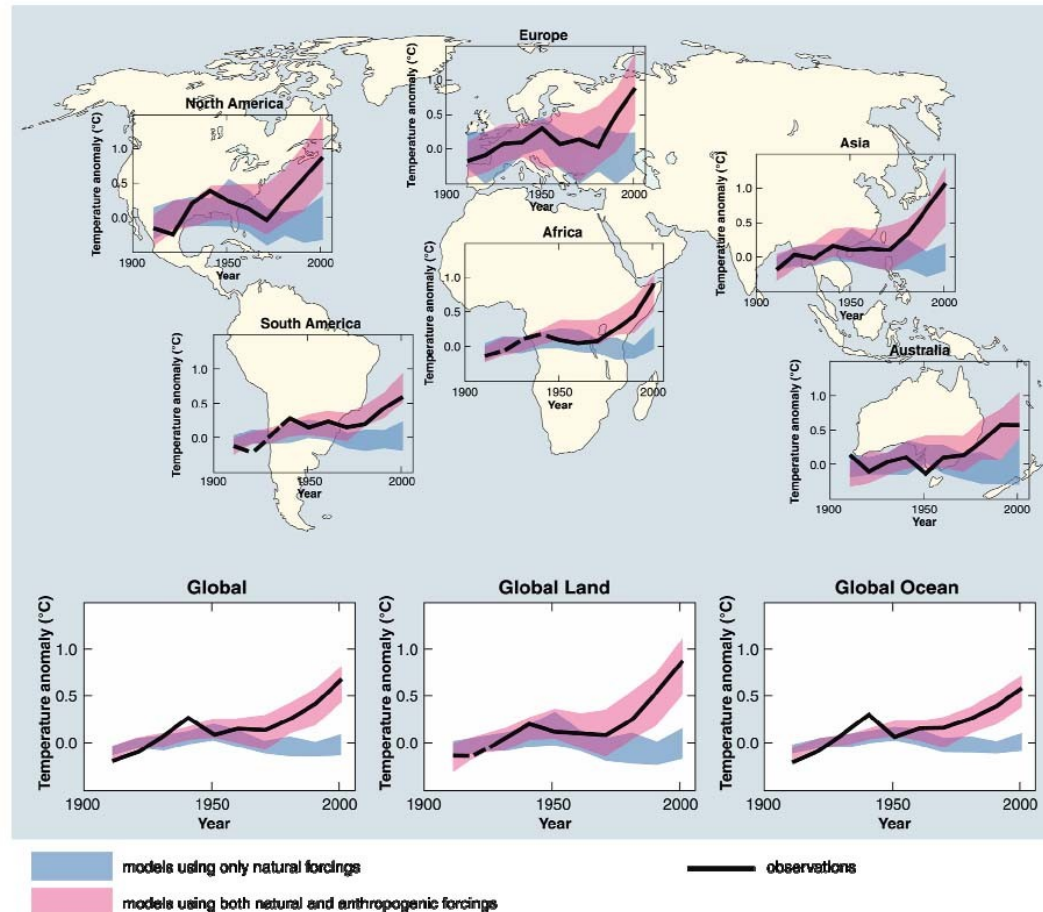 Europe
Temperature anomaly (°C)
1.0
0.5
0.0
1900
1950
2000
Year
North America
Temperature anomaly (°C)
1.0
0.5
0.0
1900
1950
2000
Year
Asia
Temperature anomaly (°C)
1.0
0.5
0.0
1900
1950
2000
Year
Africa
Temperature anomaly (°C)
1.0
0.5
0.0
1900
1950
2000
Year
South America
Temperature anomaly (°C)
1.0
0.5
0.0
1900
1950
2000
Year
Australia
Temperature anomaly (°C)
1.0
0.5
0.0
1900
1950
2000
Year
Global
Temperature anomaly (°C)
1.0
0.5
0.0
1900
1950
2000
Year
Global Land
Temperature anomaly (°C)
1.0
0.5
0.0
1900
1950
2000
Year
Global Ocean
Temperature anomaly (°C)
1.0
0.5
0.0
1900
1950
2000
Year
models using only natural forcings
observations
models using both natural and anthropogenic forcings